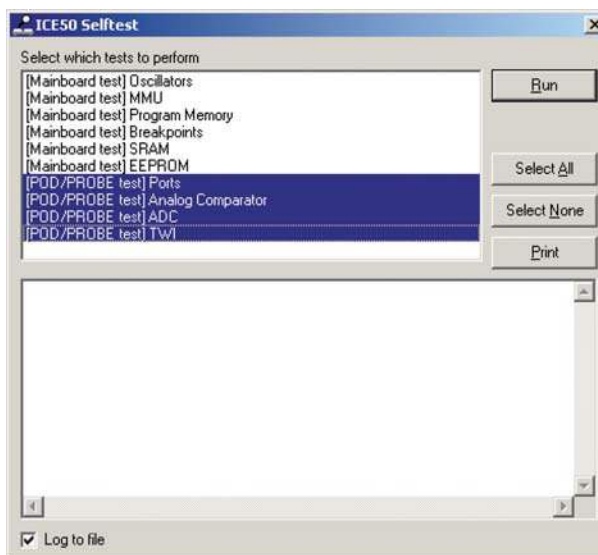 ICE50 Selftest
Select which tests to perform
[Mainboard test] Oscillators
[Mainboard test] MMU
[Mainboard test] Program Memory
[Mainboard test] Breakpoints
[Mainboard test] SRAM
[Mainboard test] EEPROM
[POD/PROBE test] Ports
[POD/PROBE test] Analog Comparator
[POD/PROBE test] ADC
[POD/PROBE test] TWI
Run
Select All
Select None
Print
Log to file